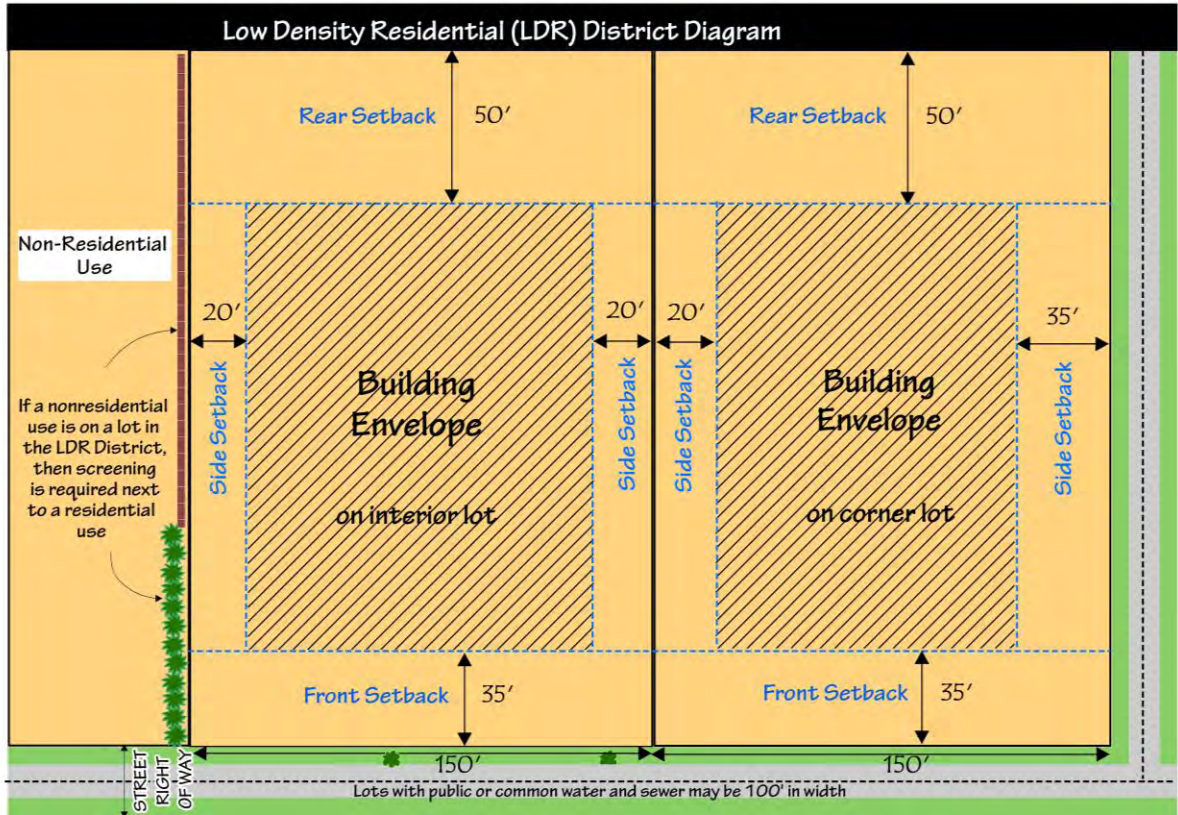 Low Density Residential (LDR) District Diagram
Rear Setback
50'
Rear Setback
50'
Non-Residential
Use
20'
20'
20'
35'
Side Setback
Side Setback
Side Setback
Side Setback
If a nonresidential
use is on a lot in
the LDR District,
then screening
is required next
to a residential
use
Building
Envelope
on interior lot
Building
Envelope
on corner lot
Front Setback
35'
Front Setback
35'
STREET
RIGHT
OF WAY
150'
150'
Lots with public or common water and sewer may be 100' in width